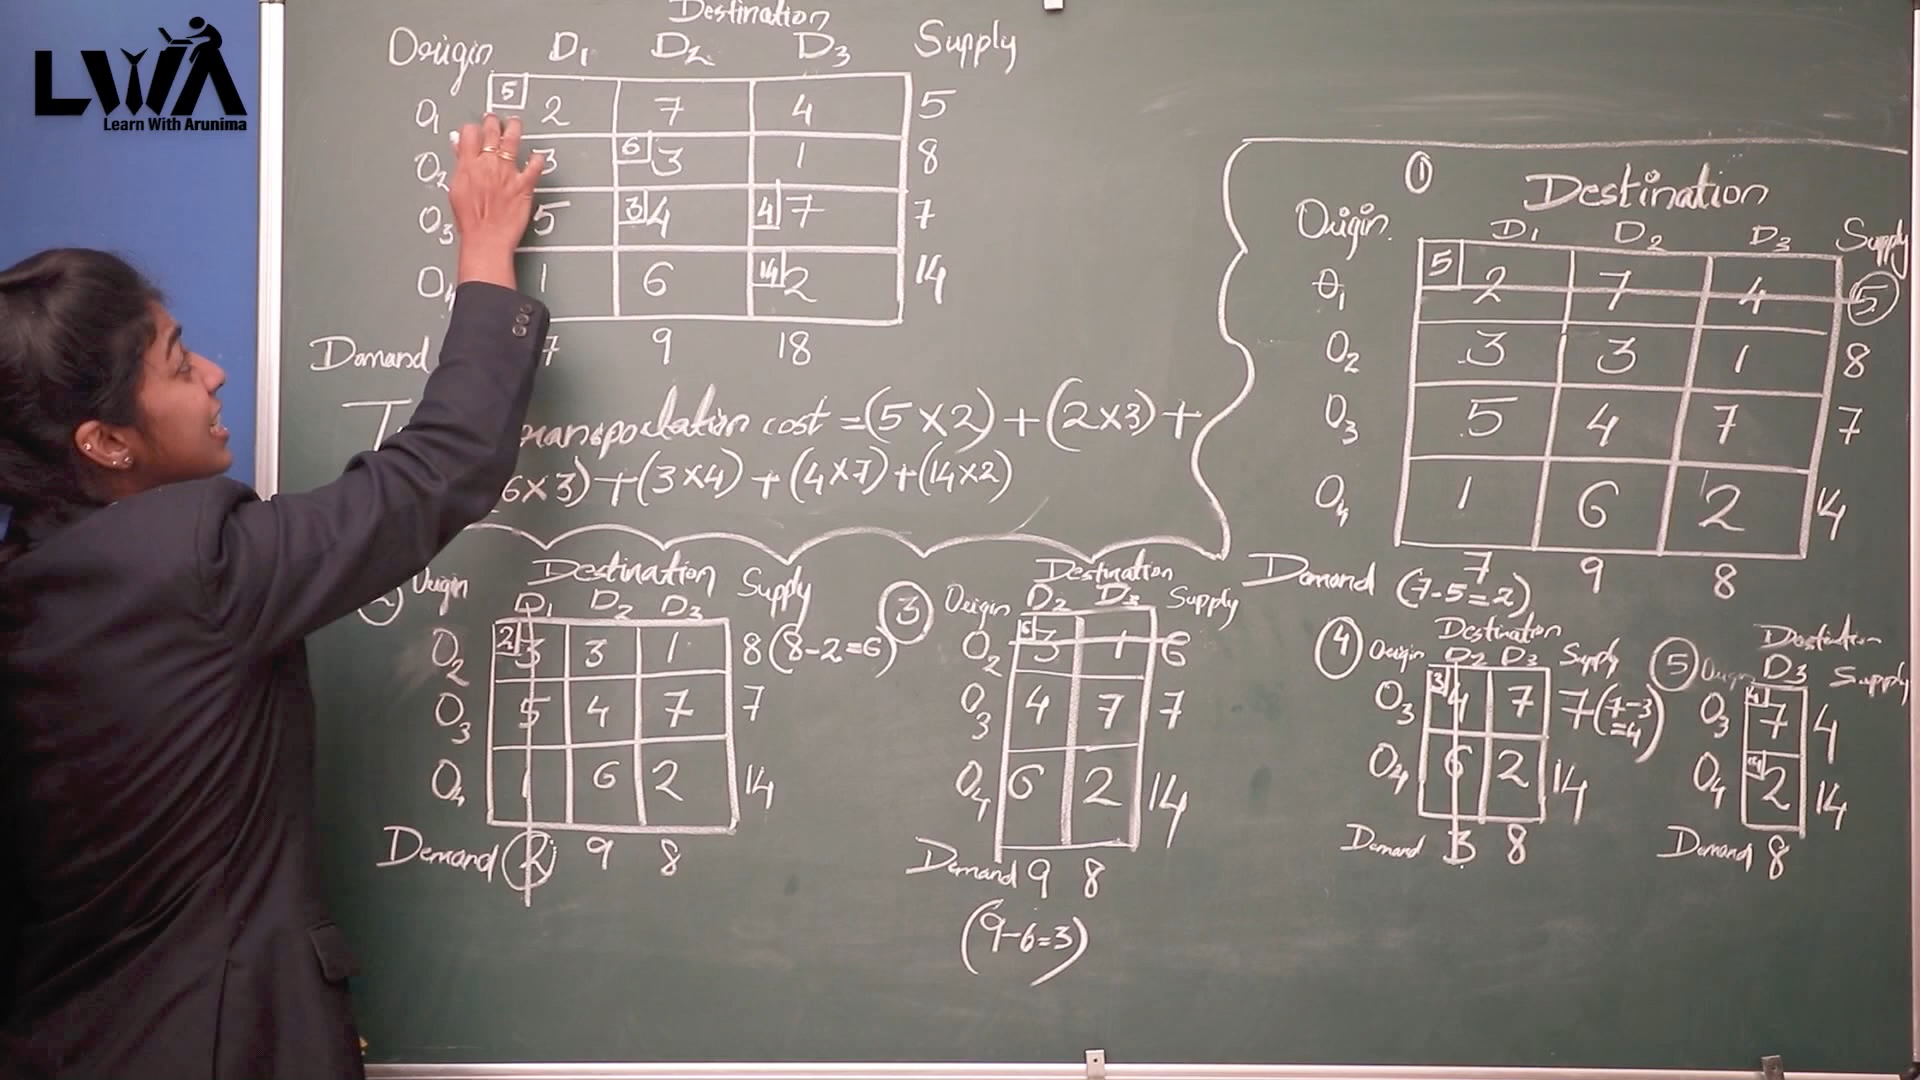 LWA
Learn With Arunima
Destination
Origin D1 D2 D3 Supply
O1 5 2 7 4 5
O2 3 6 3 1 8
O3 5 3 4 4 7 7
O4 1 6 14 2 14
Demand 7 9 18
transpoclation cost = (5 × 2) + (2 × 3) +
6 × 3) + (3 × 4) + (4 × 7) + (14 × 2)
1
Destination
Origin. D1 D2 D3 Supply
O1 5 2 7 4 5
O2 3 3 1 8
O3 5 4 7 7
O4 1 6 2 14
Demand 7 9 8
(7-5=2)
2 Origin Destination Supply
D1 D2 D3
O2 2 3 3 1 8 (8-2=6)
O3 5 4 7 7
O4 1 6 2 14
Demand 2 9 8
3 Origin Destination Supply
D2 D3
O2 6 3 1 6
O3 4 7 7
O4 6 2 14
Demand 9 8
(9-6=3)
4 Origin Destination Supply
D2 D3
O3 3 4 7 7 (7-3 =4)
O4 6 2 14
Demand 3 8
5 Origin Destination Supply
D3
O3 4 7 4
O4 14 2 14
Demand 8